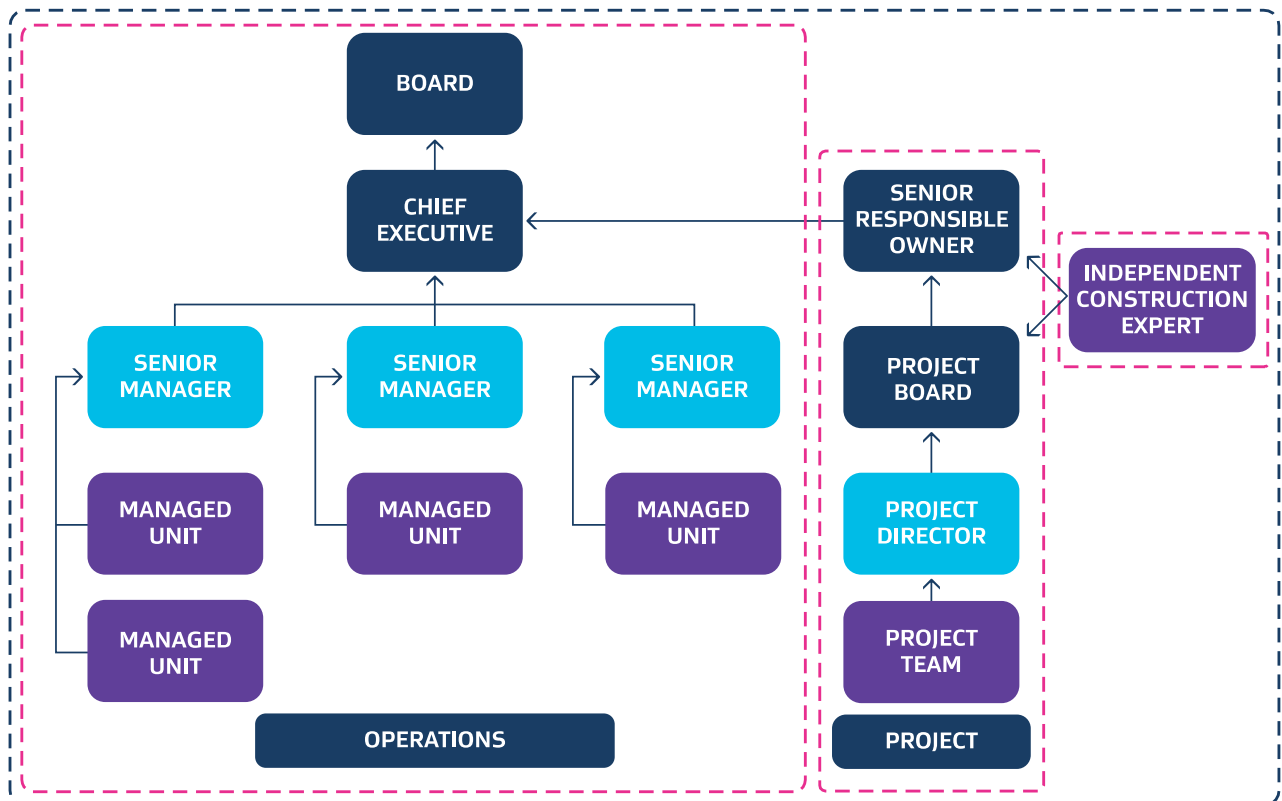 BOARD
CHIEF
EXECUTIVE
SENIOR
RESPONSIBLE
OWNER
INDEPENDENT
CONSTRUCTION
EXPERT
SENIOR
MANAGER
SENIOR
MANAGER
SENIOR
MANAGER
PROJECT
BOARD
MANAGED
UNIT
MANAGED
UNIT
MANAGED
UNIT
PROJECT
DIRECTOR
MANAGED
UNIT
PROJECT
TEAM
OPERATIONS
PROJECT